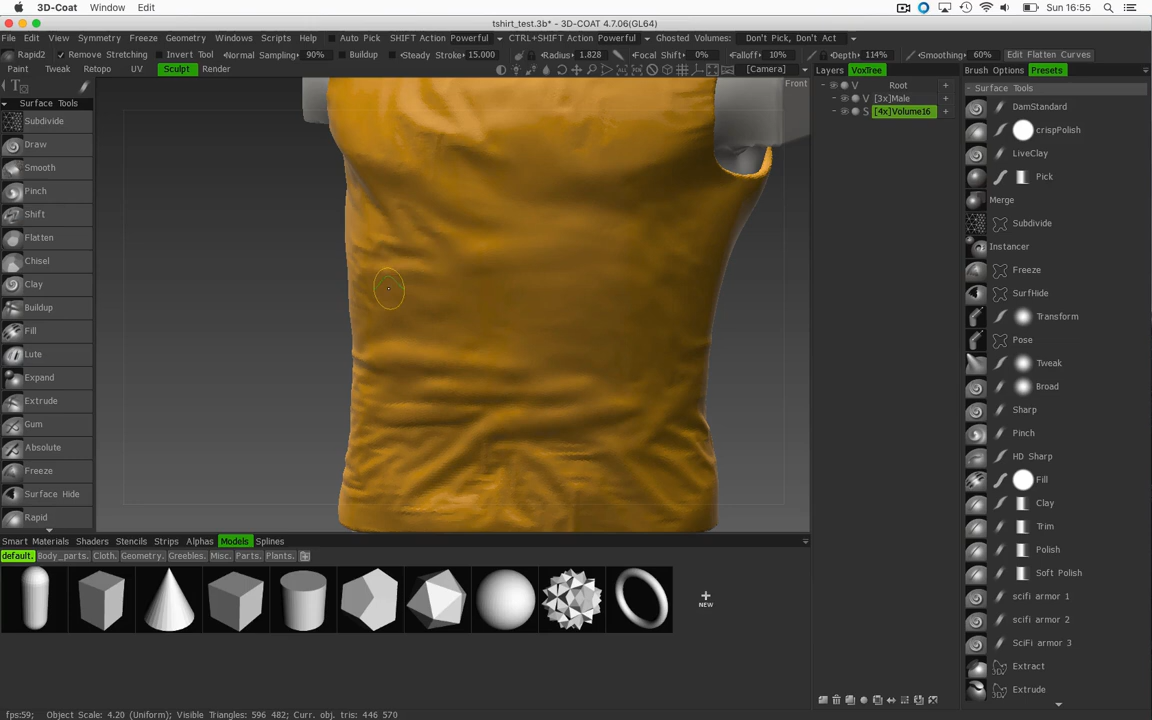 3D-Coat Window Edit Sun 16:55
tshirt_test.3b* - 3D-COAT 4.7.06(GL64)
File Edit View Symmetry Freeze Geometry Windows Scripts Help Auto Pick SHIFT Action Powerful CTRL+SHIFT Action Powerful Ghosted Volumes: Don't Pick, Don't Act
Rapid2 Remove Stretching Invert Tool Normal Sampling 90% Buildup Steady Stroke 15.000 Radius 1.828 Focal Shift 0% Falloff 10% Depth 114% Smoothing 60% Edit Flatten Curves
Paint Tweak Retopo UV Sculpt Render [Camera] Layers VoxTree Brush Options Presets
Front
Root
[3x]Male
S [4x]Volume16
Surface Tools
Subdivide
Draw
Smooth
Pinch
Shift
Flatten
Chisel
Clay
Buildup
Fill
Lute
Expand
Extrude
Gum
Absolute
Freeze
Surface Hide
Rapid
Surface Tools
DamStandard
crispPolish
LiveClay
Pick
Merge
Subdivide
Instancer
Freeze
SurfHide
Transform
Pose
Tweak
Broad
Sharp
Pinch
HD Sharp
Fill
Clay
Trim
Polish
Soft Polish
scifi armor 1
scifi armor 2
SciFi armor 3
Extract
Extrude
Smart Materials Shaders Stencils Strips Alphas Models Splines
default. Body_parts. Cloth. Geometry. Greebles. Misc. Parts. Plants.
NEW
fps:59; Object Scale: 4.20 (Uniform); Visible Triangles: 596 482; Curr. obj. tris: 446 570